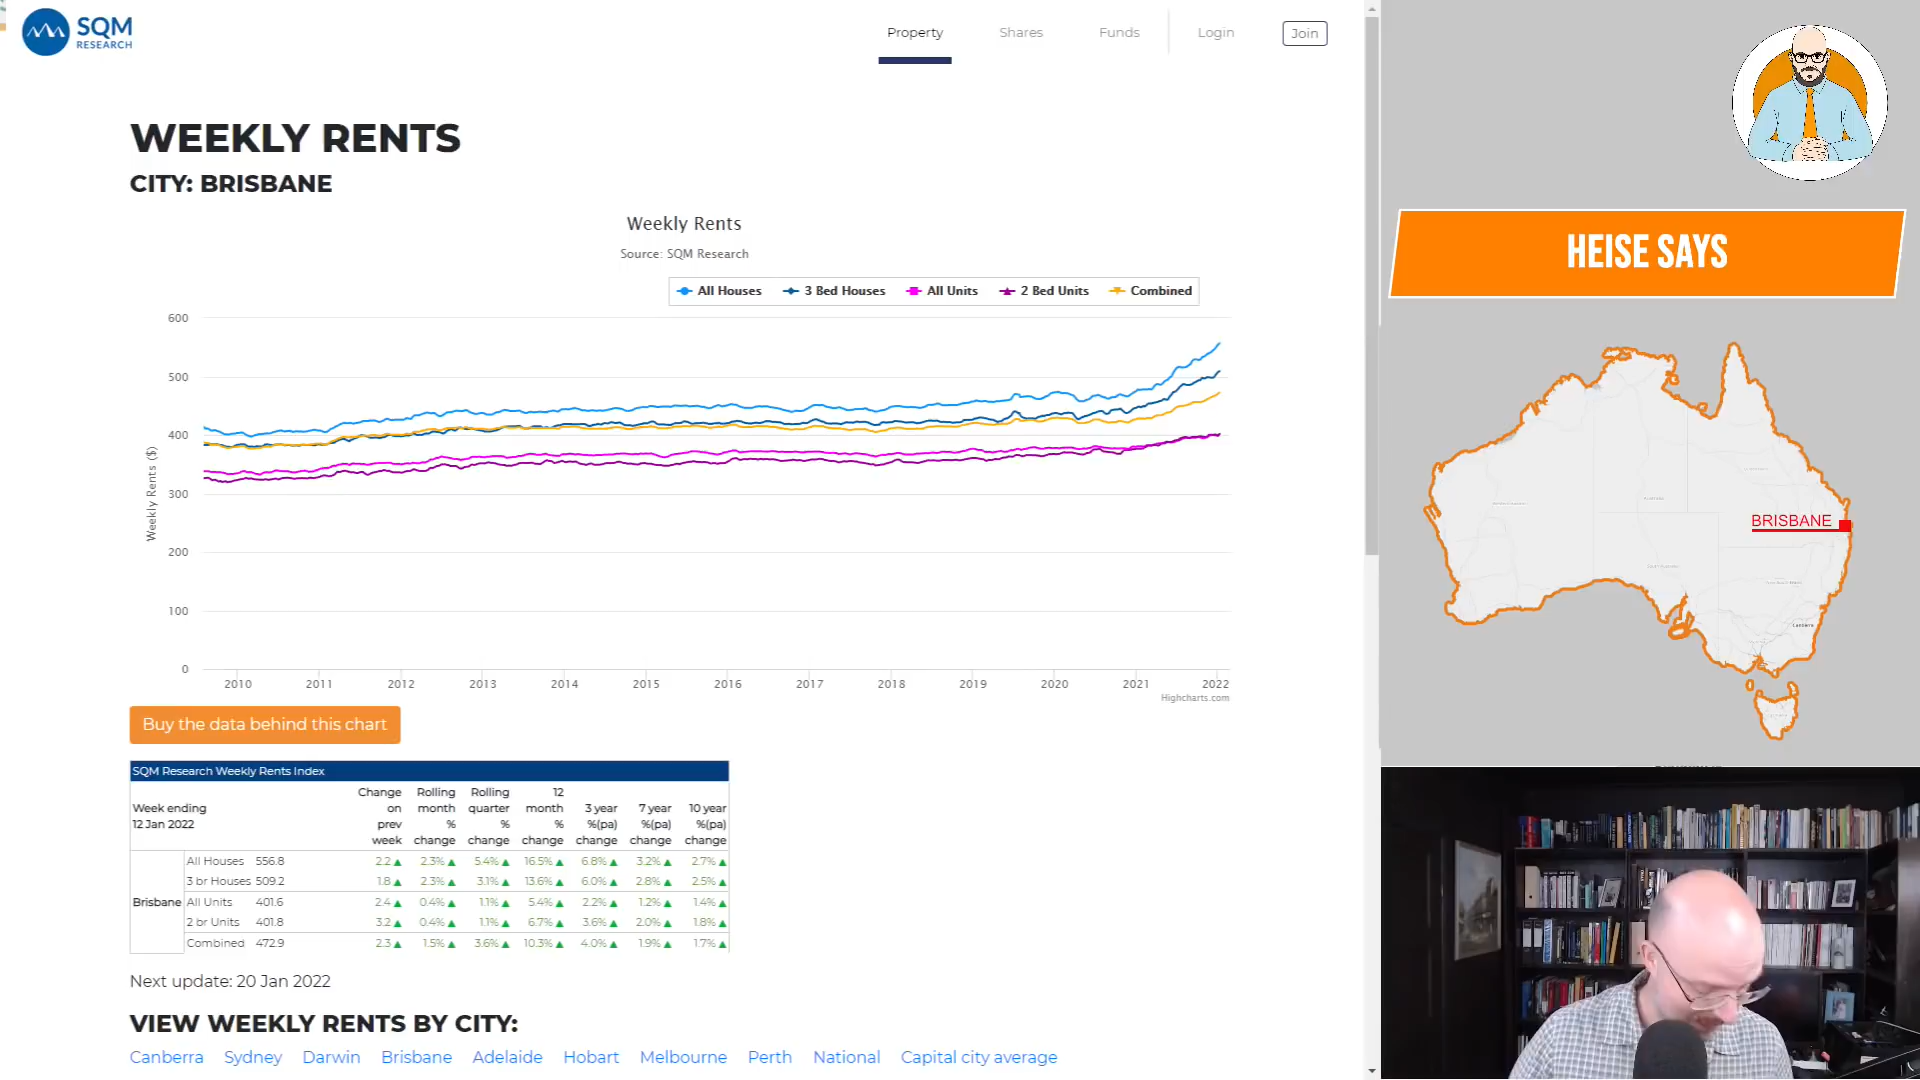 SQM
RESEARCH
Property
Shares
Funds
Login
Join
WEEKLY RENTS
CITY: BRISBANE
Weekly Rents
Source: SQM Research
All Houses
3 Bed Houses
All Units
2 Bed Units
Combined
Weekly Rents ($)
600
500
400
300
200
100
0
2010 2011 2012 2013 2014 2015 2016 2017 2018 2019 2020 2021 2022
Highcharts.com
Buy the data behind this chart
SQM Research Weekly Rents Index
Week ending
12 Jan 2022
Change on prev week
Rolling month % change
Rolling quarter % change
12 month % change
3 year %(pa) change
7 year %(pa) change
10 year %(pa) change
Brisbane
All Houses 556.8 2.2 ▲ 2.3% ▲ 5.4% ▲ 16.5% ▲ 6.8% ▲ 3.2% ▲ 2.7% ▲
3 br Houses 509.2 1.8 ▲ 2.3% ▲ 3.1% ▲ 13.6% ▲ 6.0% ▲ 2.8% ▲ 2.5% ▲
All Units 401.6 2.4 ▲ 0.4% ▲ 1.1% ▲ 5.4% ▲ 2.2% ▲ 1.2% ▲ 1.4% ▲
2 br Units 401.8 3.2 ▲ 0.4% ▲ 1.1% ▲ 6.7% ▲ 3.6% ▲ 2.0% ▲ 1.8% ▲
Combined 472.9 2.3 ▲ 1.5% ▲ 3.6% ▲ 10.3% ▲ 4.0% ▲ 1.9% ▲ 1.7% ▲
Next update: 20 Jan 2022
VIEW WEEKLY RENTS BY CITY:
Canberra Sydney Darwin Brisbane Adelaide Hobart Melbourne Perth National Capital city average
HEISE SAYS
BRISBANE
Canberra